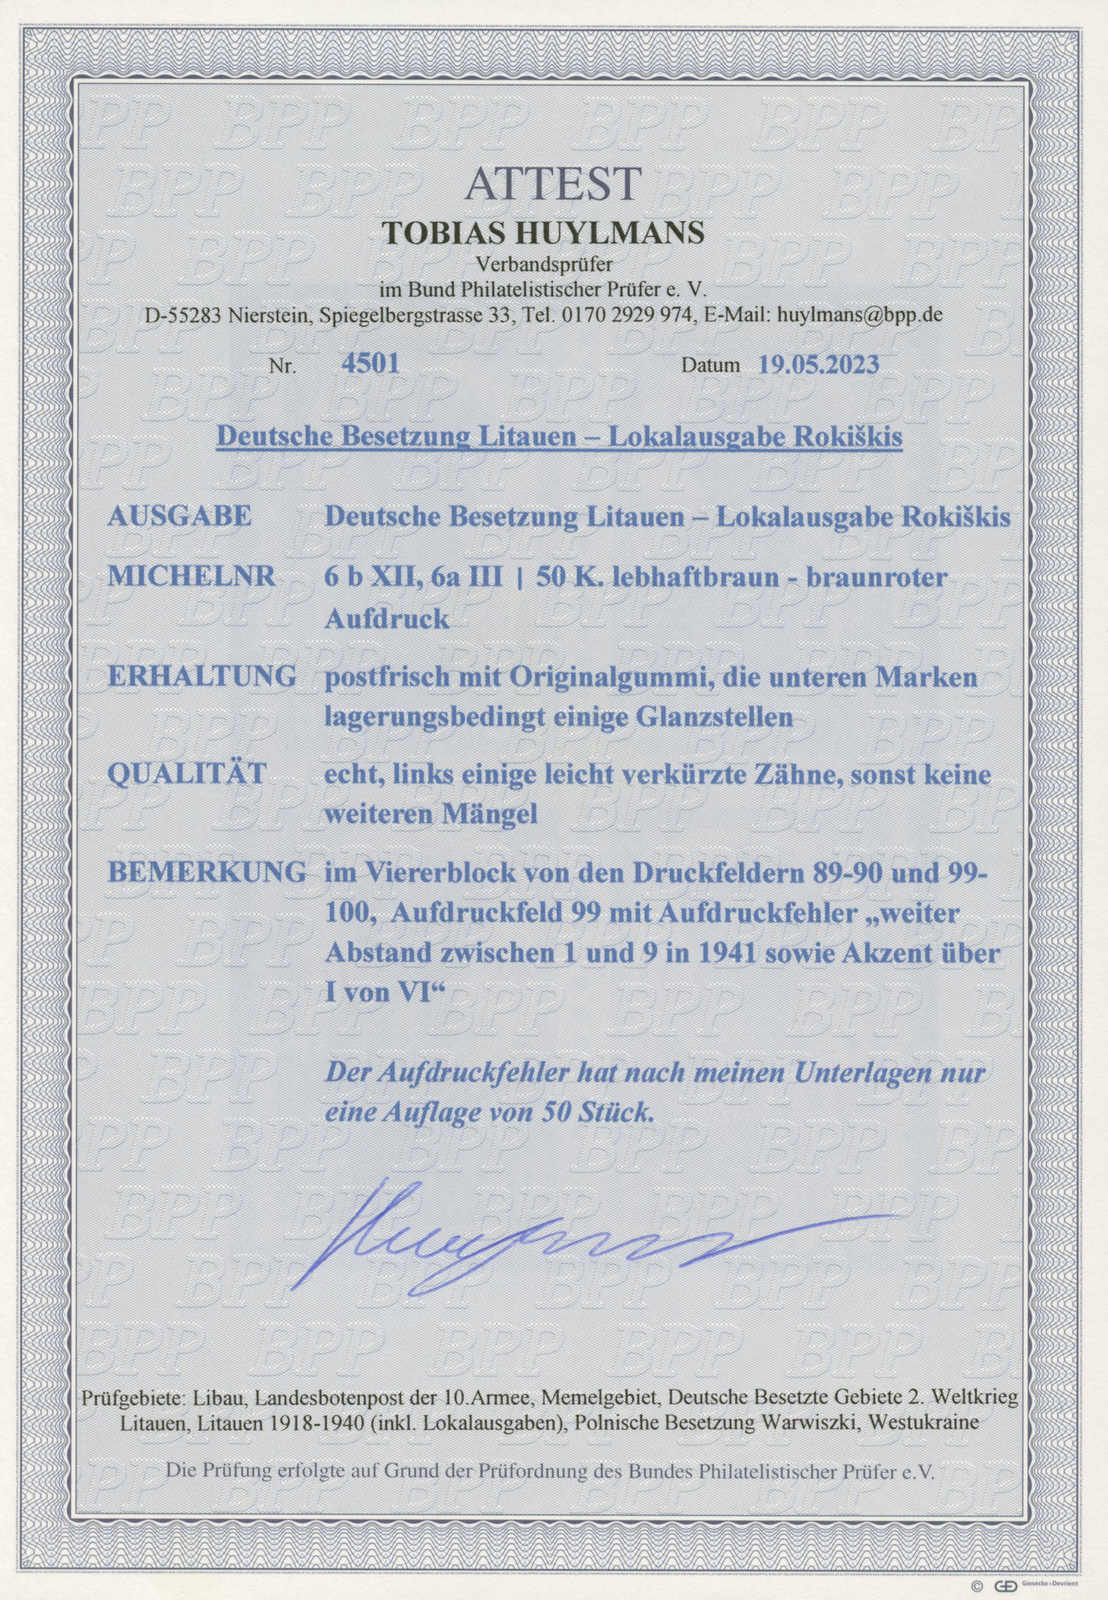 ATTEST
TOBIAS HUYLMANS
Verbandsprüfer
im Bund Philatelistischer Prüfer e. V.
D-55283 Nierstein, Spiegelbergstrasse 33, Tel. 0170 2929 974, E-Mail: huylmans@bpp.de
Nr. 4501 Datum 19.05.2023
Deutsche Besetzung Litauen – Lokalausgabe Rokiškis
AUSGABE Deutsche Besetzung Litauen – Lokalausgabe Rokiškis
MICHELNR 6 b XII, 6a III | 50 K. lebhaftbraun - braunroter
Aufdruck
ERHALTUNG postfrisch mit Originalgummi, die unteren Marken
lagerungsbedingt einige Glanzstellen
QUALITÄT echt, links einige leicht verkürzte Zähne, sonst keine
weiteren Mängel
BEMERKUNG im Viererblock von den Druckfeldern 89-90 und 99-
100, Aufdruckfeld 99 mit Aufdruckfehler „weiter
Abstand zwischen 1 und 9 in 1941 sowie Akzent über
I von VI“
Der Aufdruckfehler hat nach meinen Unterlagen nur
eine Auflage von 50 Stück.
Huylmans
Prüfgebiete: Libau, Landesbotenpost der 10.Armee, Memelgebiet, Deutsche Besetzte Gebiete 2. Weltkrieg
Litauen, Litauen 1918-1940 (inkl. Lokalausgaben), Polnische Besetzung Warwiszki, Westukraine
Die Prüfung erfolgte auf Grund der Prüfordnung des Bundes Philatelistischer Prüfer e.V.
© GD Giesecke & Devrient